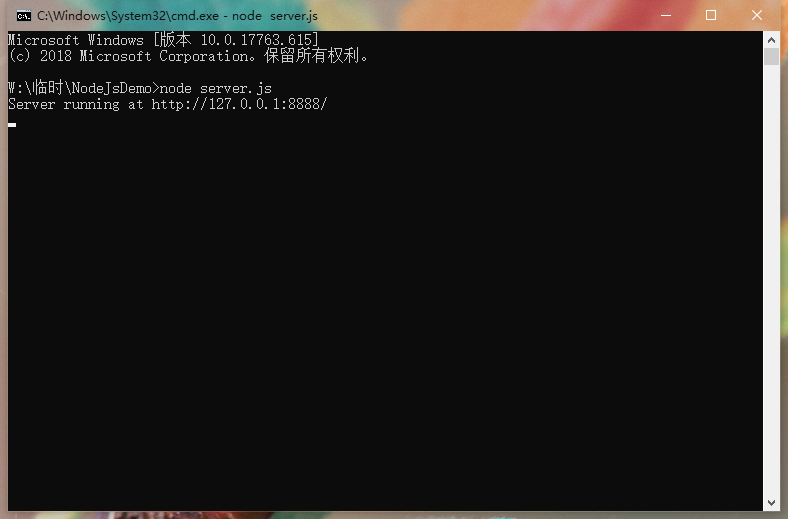 C:\Windows\System32\cmd.exe - node  server.js
Microsoft Windows [版本 10.0.17763.615]
(c) 2018 Microsoft Corporation。保留所有权利。
W:\临时\NodeJsDemo>node server.js
Server running at http://127.0.0.1:8888/